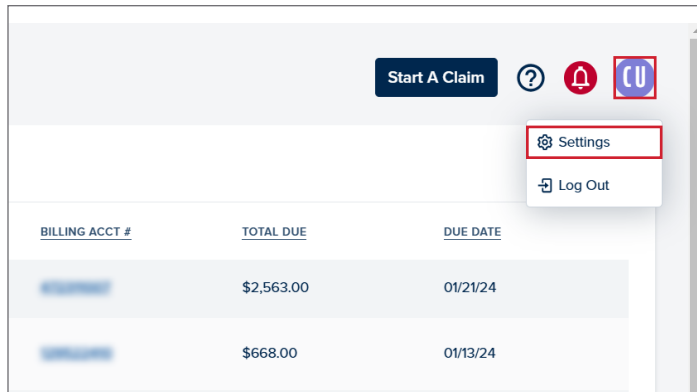 Start A Claim
CU
Settings
Log Out
BILLING ACCT # TOTAL DUE DUE DATE
$2,563.00 01/21/24
$668.00 01/13/24